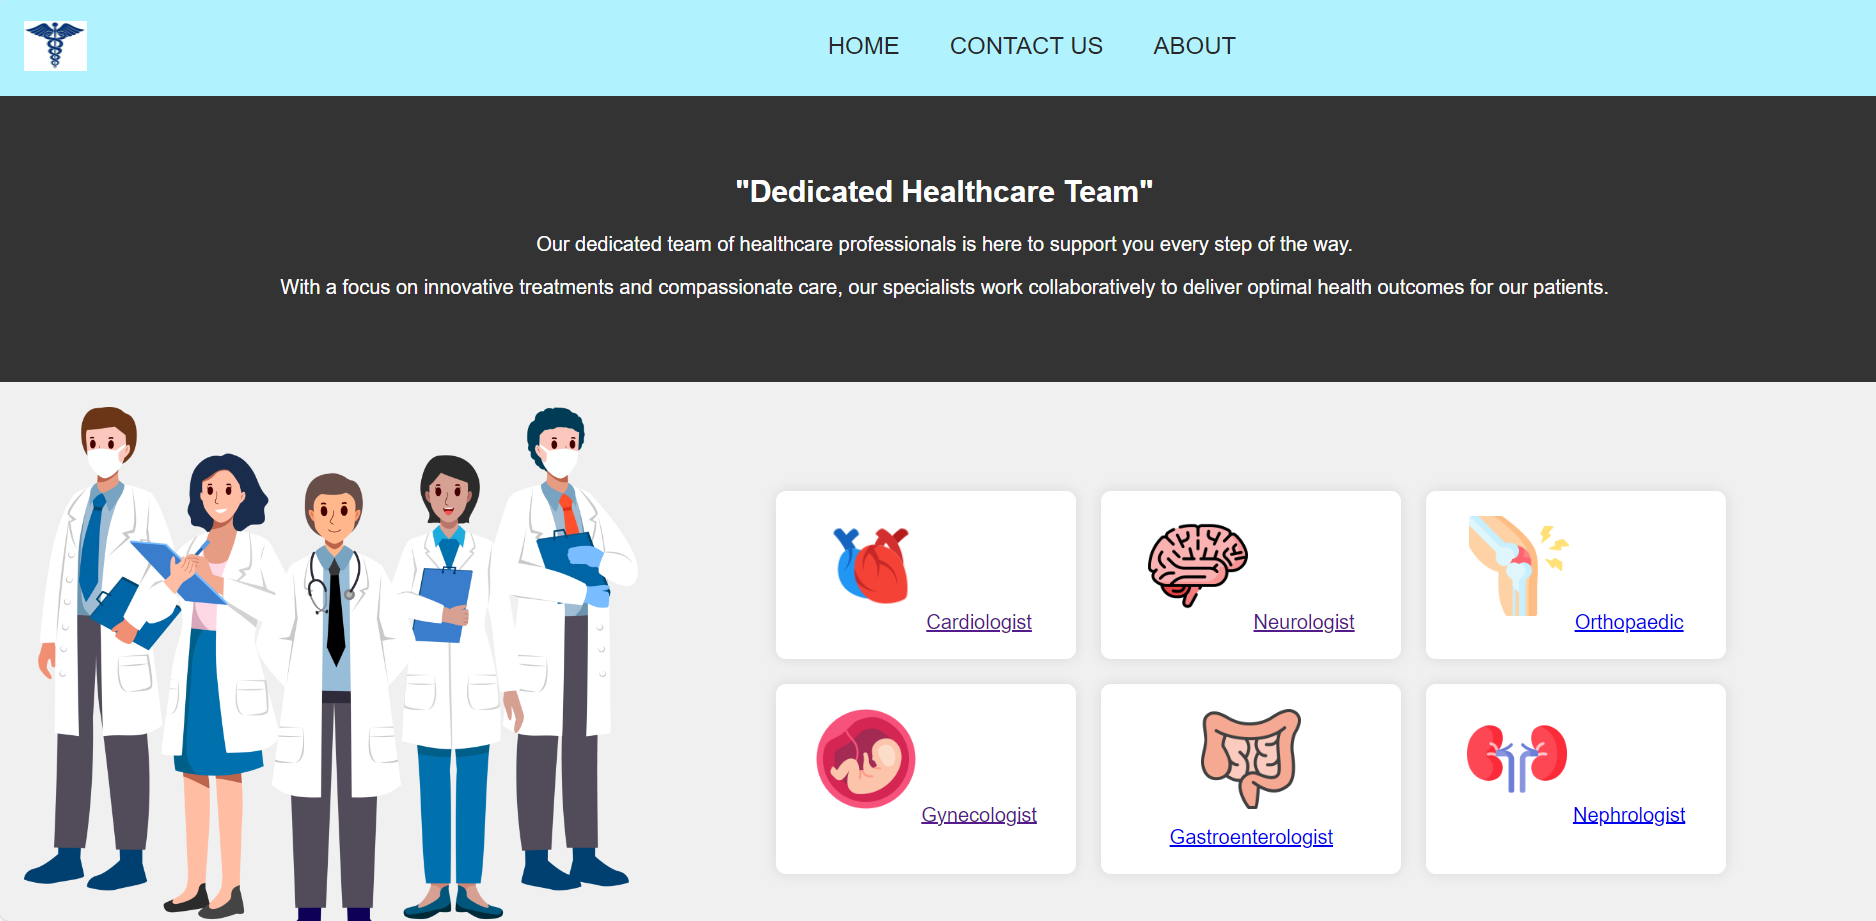 HOME CONTACT US ABOUT
"Dedicated Healthcare Team"
Our dedicated team of healthcare professionals is here to support you every step of the way.
With a focus on innovative treatments and compassionate care, our specialists work collaboratively to deliver optimal health outcomes for our patients.
Cardiologist
Neurologist
Orthopaedic
Gynecologist
Gastroenterologist
Nephrologist